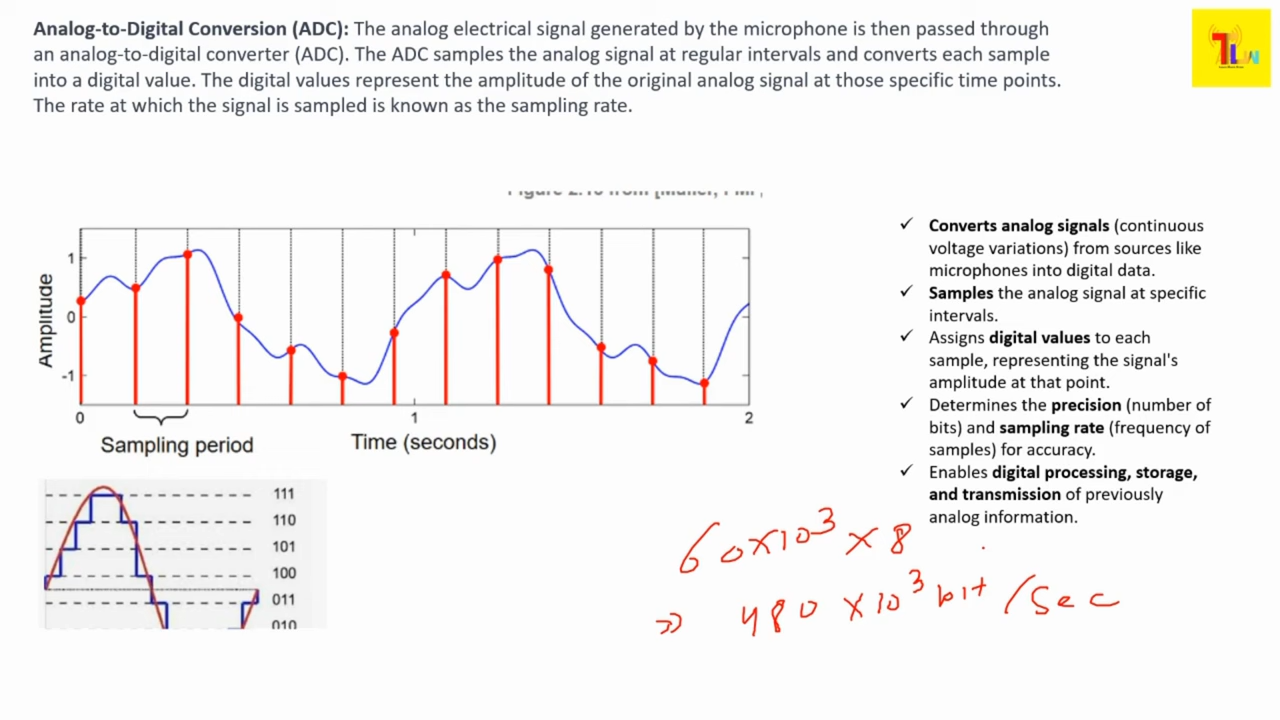 Analog-to-Digital Conversion (ADC): The analog electrical signal generated by the microphone is then passed through
an analog-to-digital converter (ADC). The ADC samples the analog signal at regular intervals and converts each sample
into a digital value. The digital values represent the amplitude of the original analog signal at those specific time points.
The rate at which the signal is sampled is known as the sampling rate.
TLW
Amplitude
1
0
-1
0
1
2
Sampling period
Time (seconds)
111
110
101
100
011
010
✓ Converts analog signals (continuous
voltage variations) from sources like
microphones into digital data.
✓ Samples the analog signal at specific
intervals.
✓ Assigns digital values to each
sample, representing the signal's
amplitude at that point.
✓ Determines the precision (number of
bits) and sampling rate (frequency of
samples) for accuracy.
✓ Enables digital processing, storage,
and transmission of previously
analog information.
60×10³ × 8
⇒ 480 ×10³ bit/sec